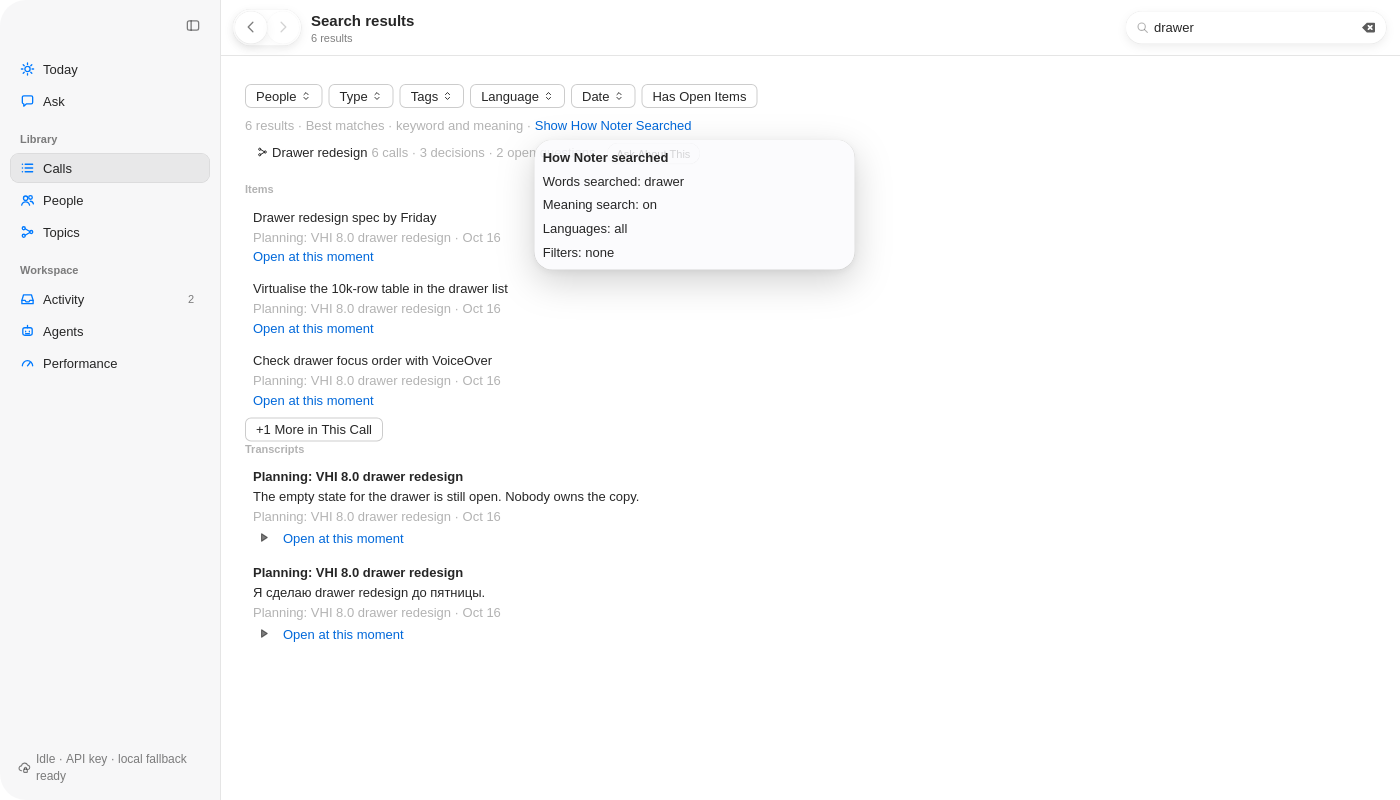 Search results
6 results
drawer
Today
Ask
Library
Calls
People
Topics
Workspace
Activity 2
Agents
Performance
Idle · API key · local fallback
ready
People Type Tags Language Date Has Open Items
6 results · Best matches · keyword and meaning · Show How Noter Searched
Drawer redesign 6 calls · 3 decisions · 2 open Ask About This
How Noter searched
Words searched: drawer
Meaning search: on
Languages: all
Filters: none
Items
Drawer redesign spec by Friday
Planning: VHI 8.0 drawer redesign · Oct 16
Open at this moment
Virtualise the 10k-row table in the drawer list
Planning: VHI 8.0 drawer redesign · Oct 16
Open at this moment
Check drawer focus order with VoiceOver
Planning: VHI 8.0 drawer redesign · Oct 16
Open at this moment
+1 More in This Call
Transcripts
Planning: VHI 8.0 drawer redesign
The empty state for the drawer is still open. Nobody owns the copy.
Planning: VHI 8.0 drawer redesign · Oct 16
Open at this moment
Planning: VHI 8.0 drawer redesign
Я сделаю drawer redesign до пятницы.
Planning: VHI 8.0 drawer redesign · Oct 16
Open at this moment